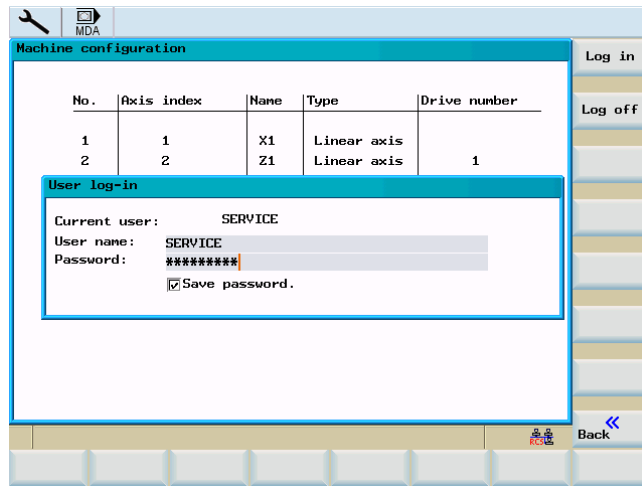 MDA
Machine configuration
Log in
No. Axis index Name Type Drive number
Log off
1 1 X1 Linear axis
2 2 Z1 Linear axis 1
User log-in
Current user: SERVICE
User name: SERVICE
Password: *********
Save password.
RCS
Back